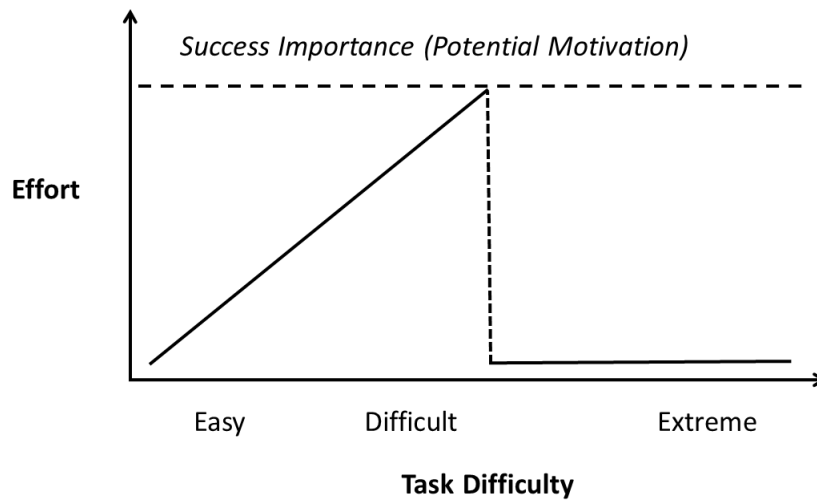 Success Importance (Potential Motivation)
Effort
Easy Difficult Extreme
Task Difficulty